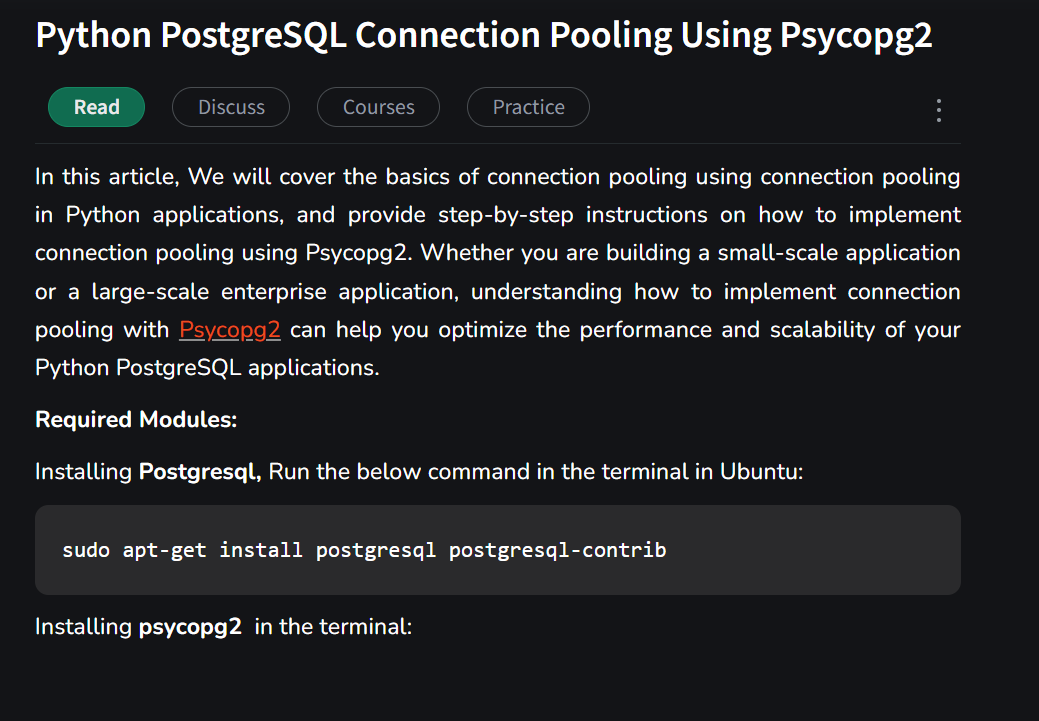 Python PostgreSQL Connection Pooling Using Psycopg2
Read Discuss Courses Practice
In this article, We will cover the basics of connection pooling using connection pooling
in Python applications, and provide step-by-step instructions on how to implement
connection pooling using Psycopg2. Whether you are building a small-scale application
or a large-scale enterprise application, understanding how to implement connection
pooling with Psycopg2 can help you optimize the performance and scalability of your
Python PostgreSQL applications.
Required Modules:
Installing Postgresql, Run the below command in the terminal in Ubuntu:
sudo apt-get install postgresql postgresql-contrib
Installing psycopg2 in the terminal: